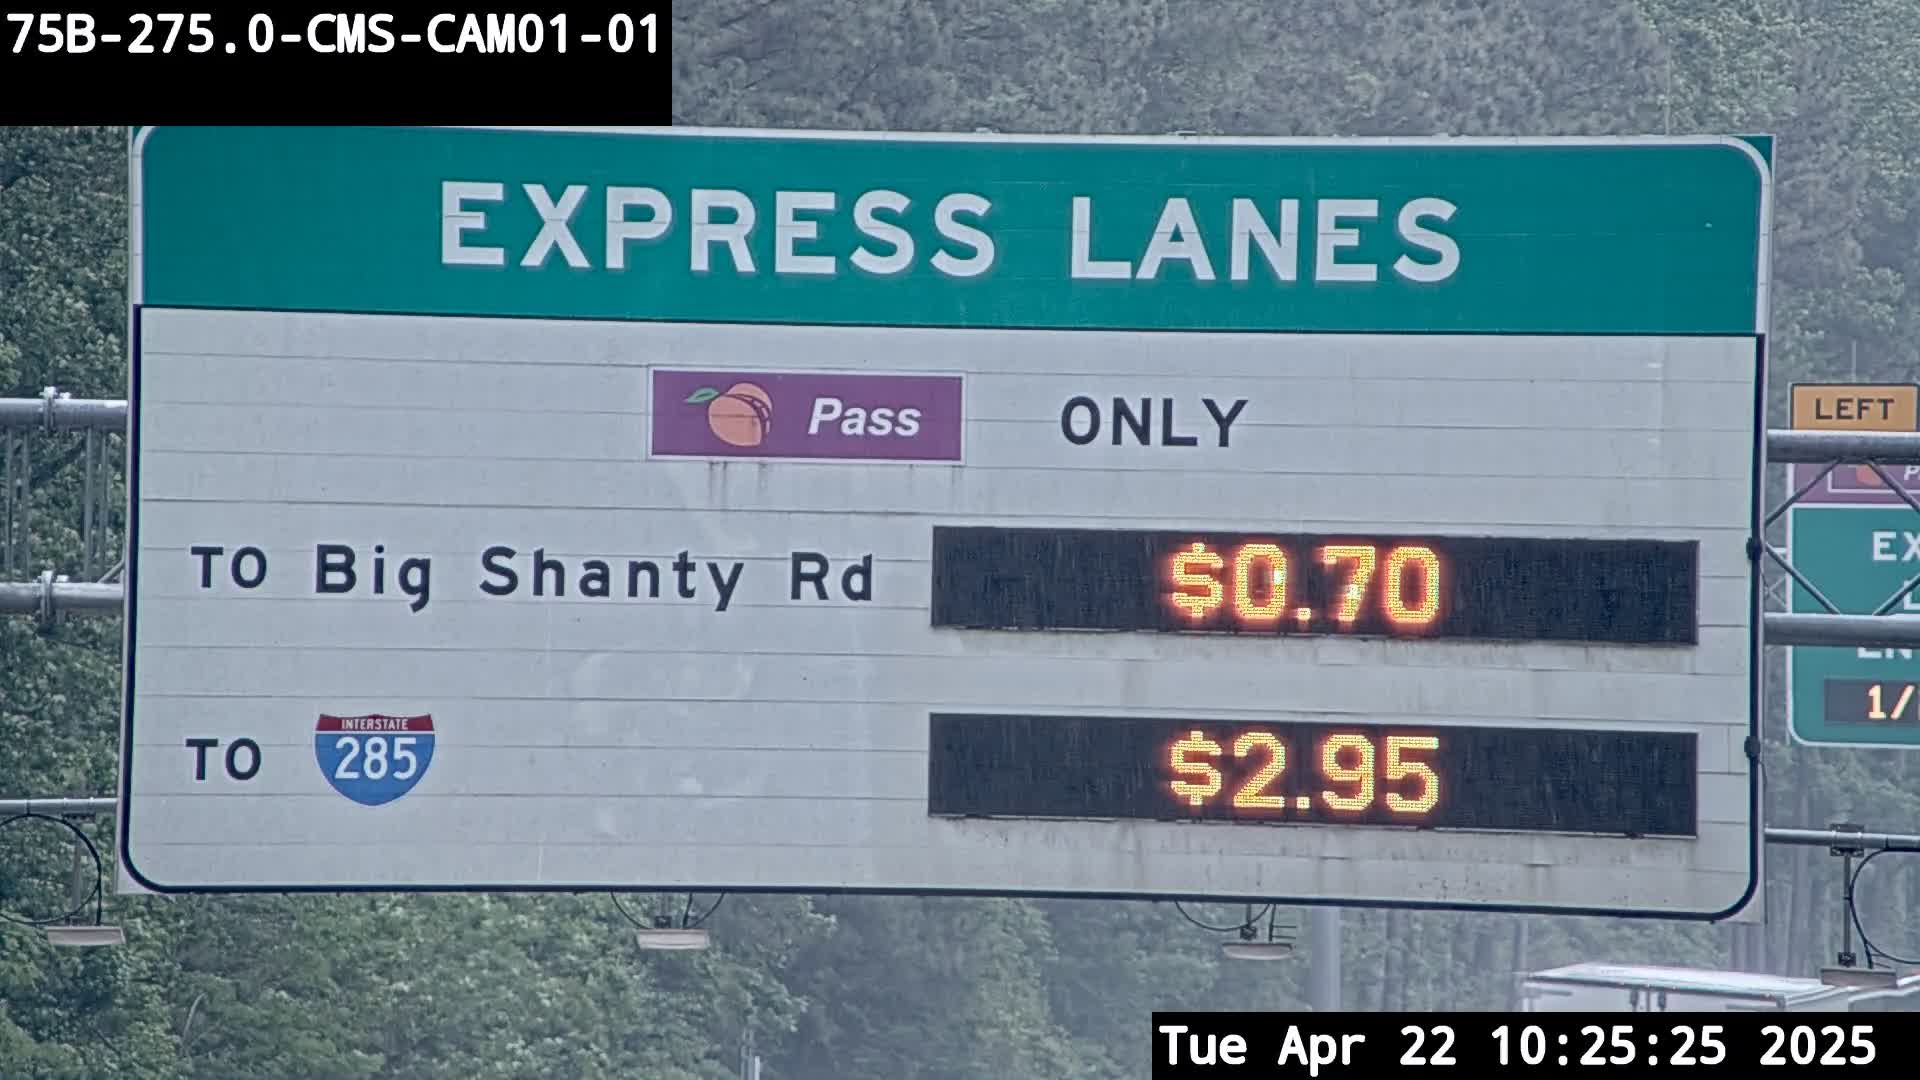 75B-275.0-CMS-CAM01-01
EXPRESS LANES
Pass ONLY
TO Big Shanty Rd $0.70
TO INTERSTATE 285 $2.95
LEFT
1/
Tue Apr 22 10:25:25 2025